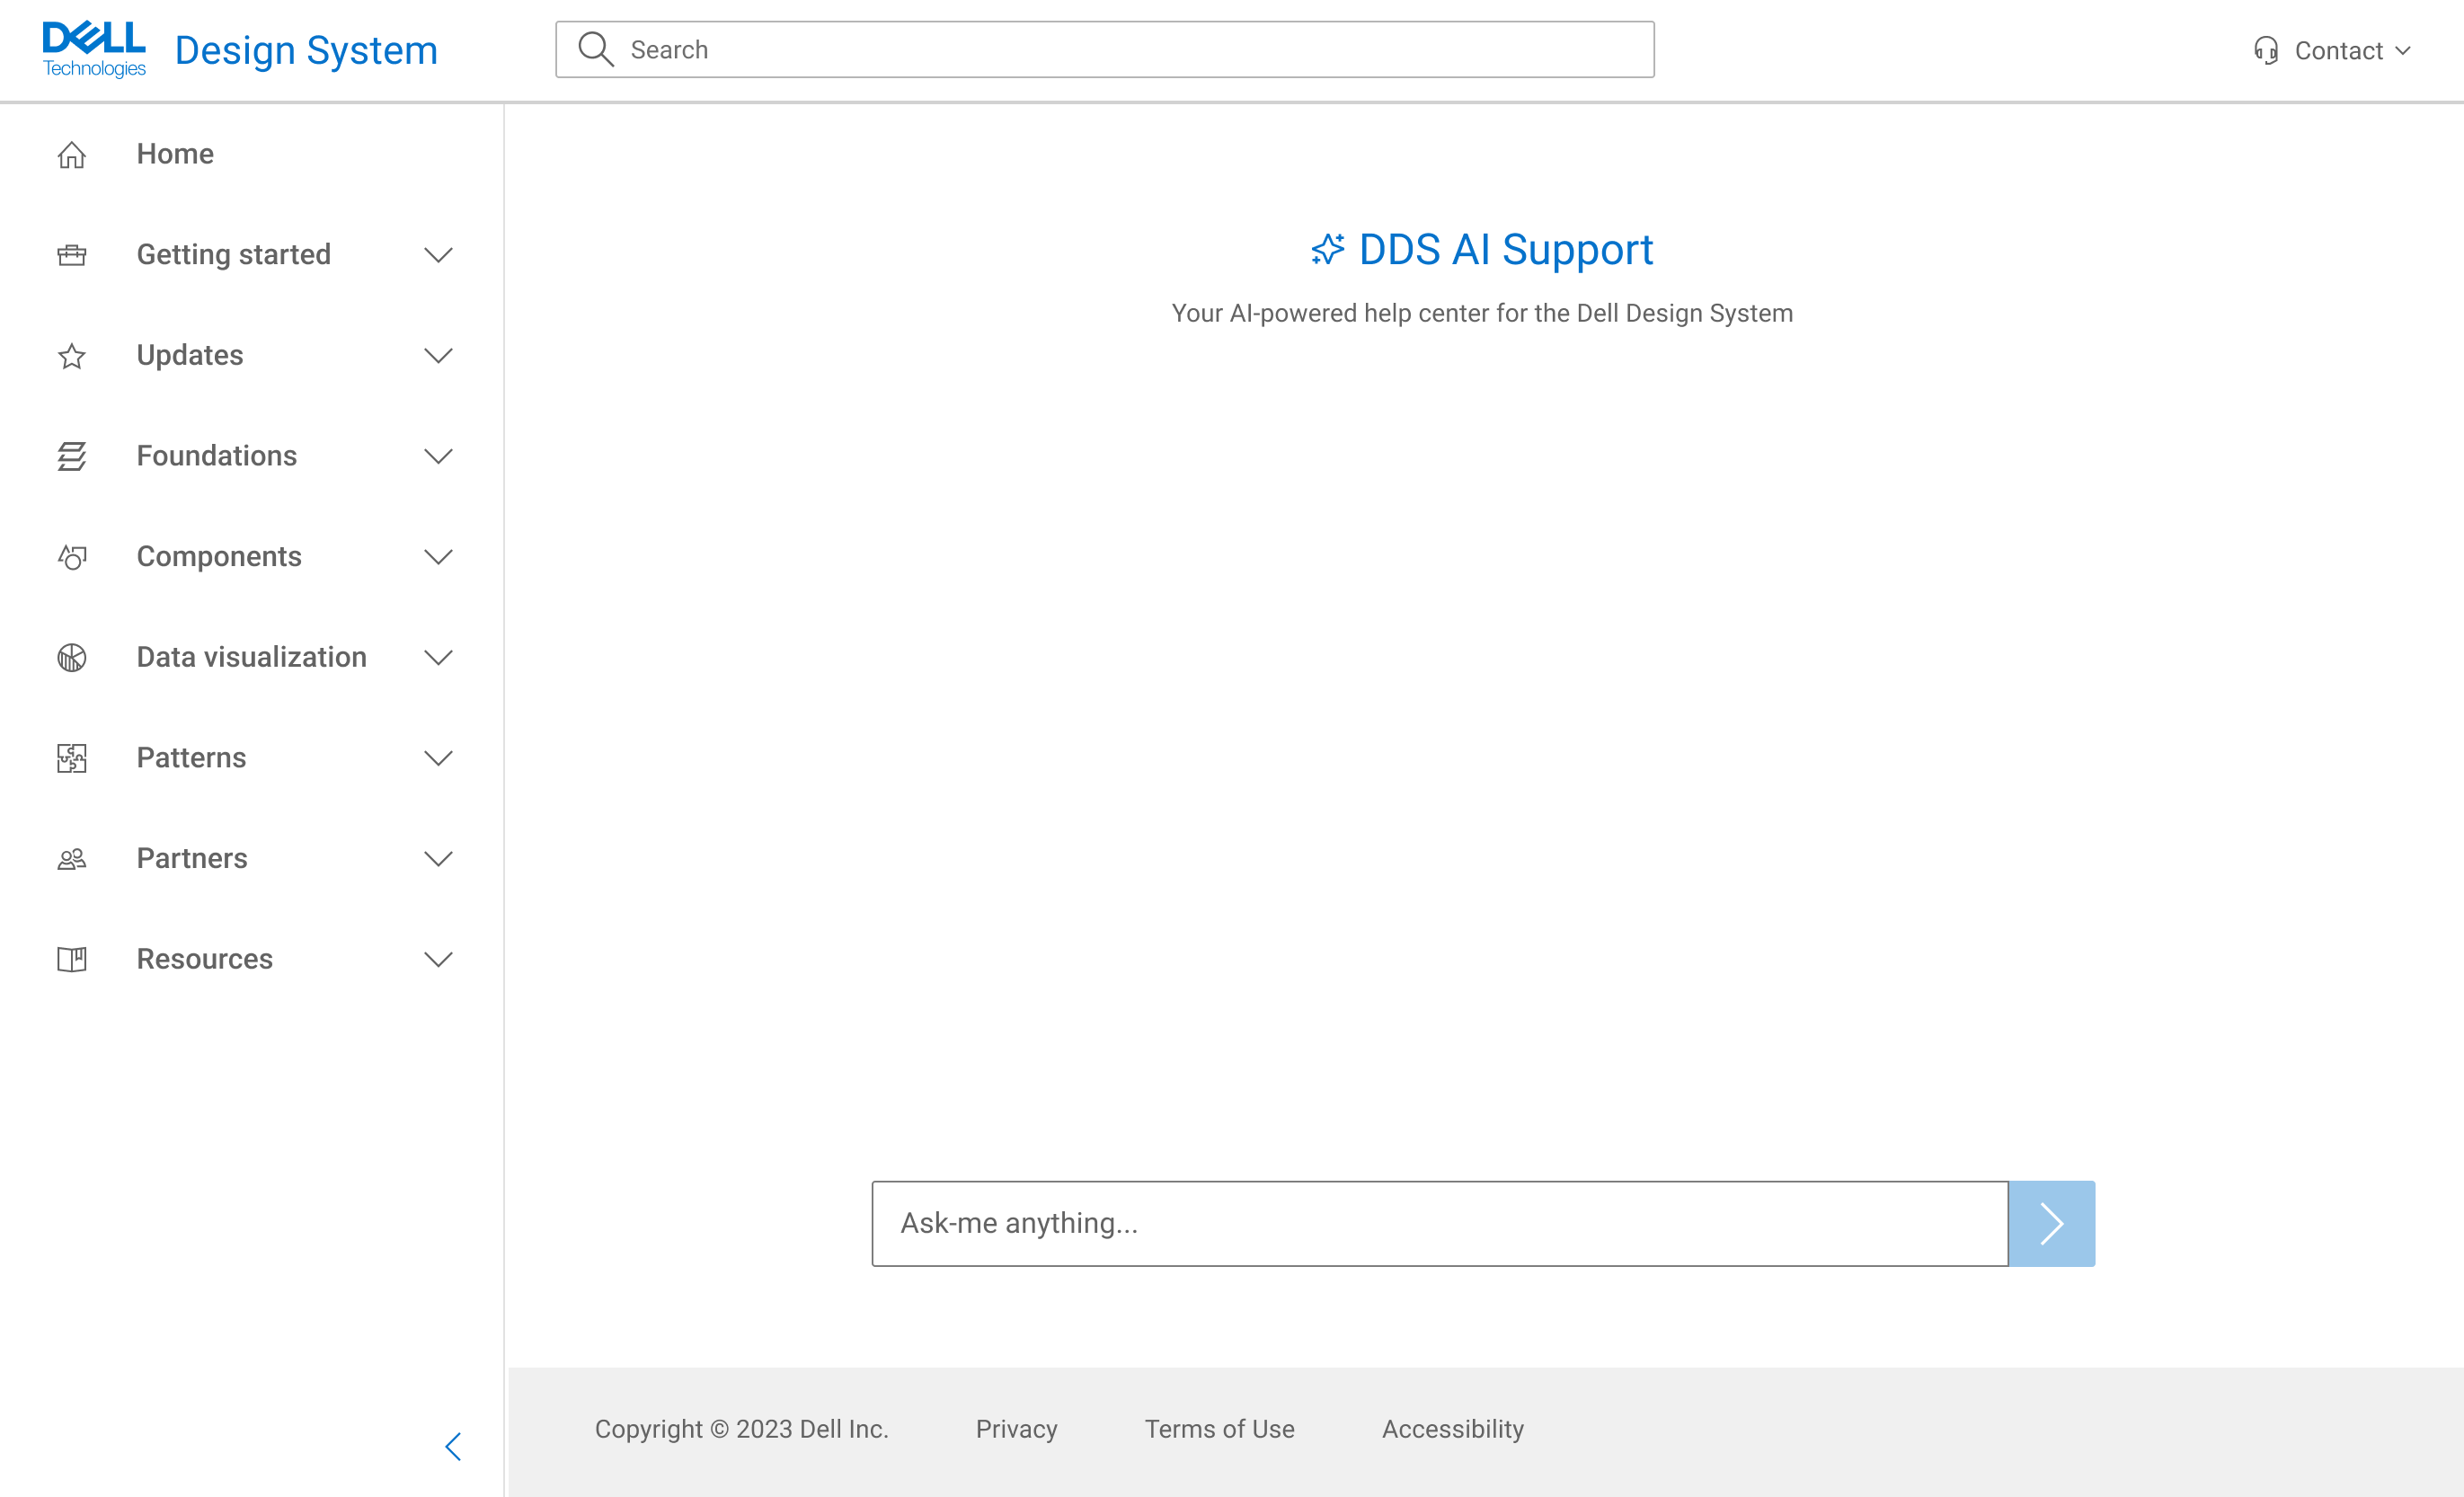 DELL
Technologies
Design System
Search
Contact
Home
Getting started
Updates
Foundations
Components
Data visualization
Patterns
Partners
Resources
DDS AI Support
Your AI-powered help center for the Dell Design System
Ask-me anything...
Copyright © 2023 Dell Inc.
Privacy
Terms of Use
Accessibility